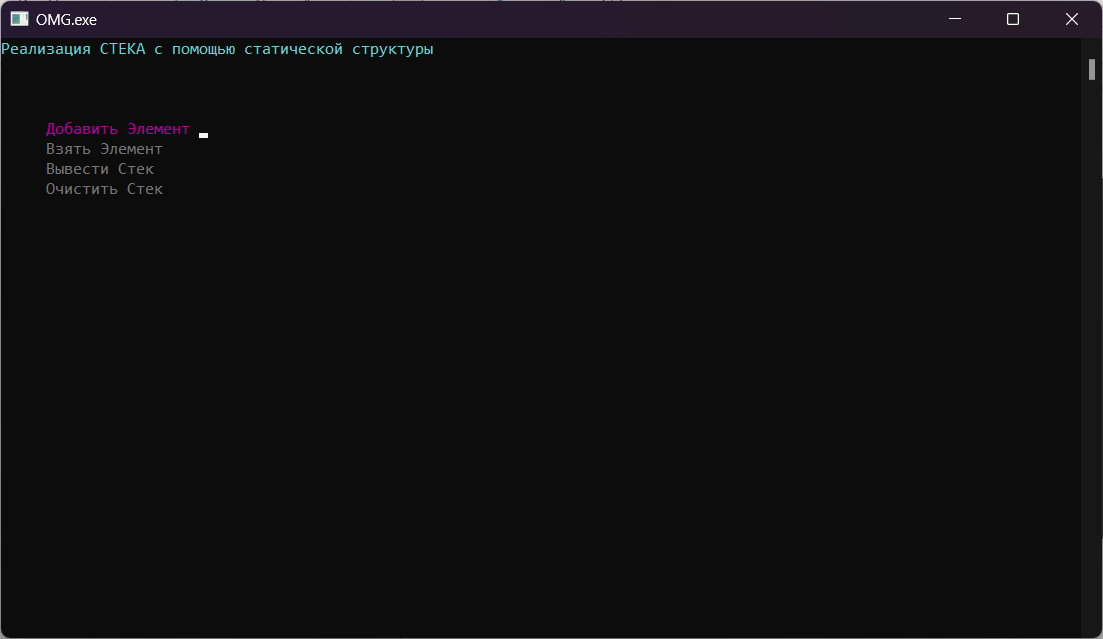 OMG.exe
Реализация СТЕКА с помощью статической структуры
Добавить Элемент
Взять Элемент
Вывести Стек
Очистить Стек